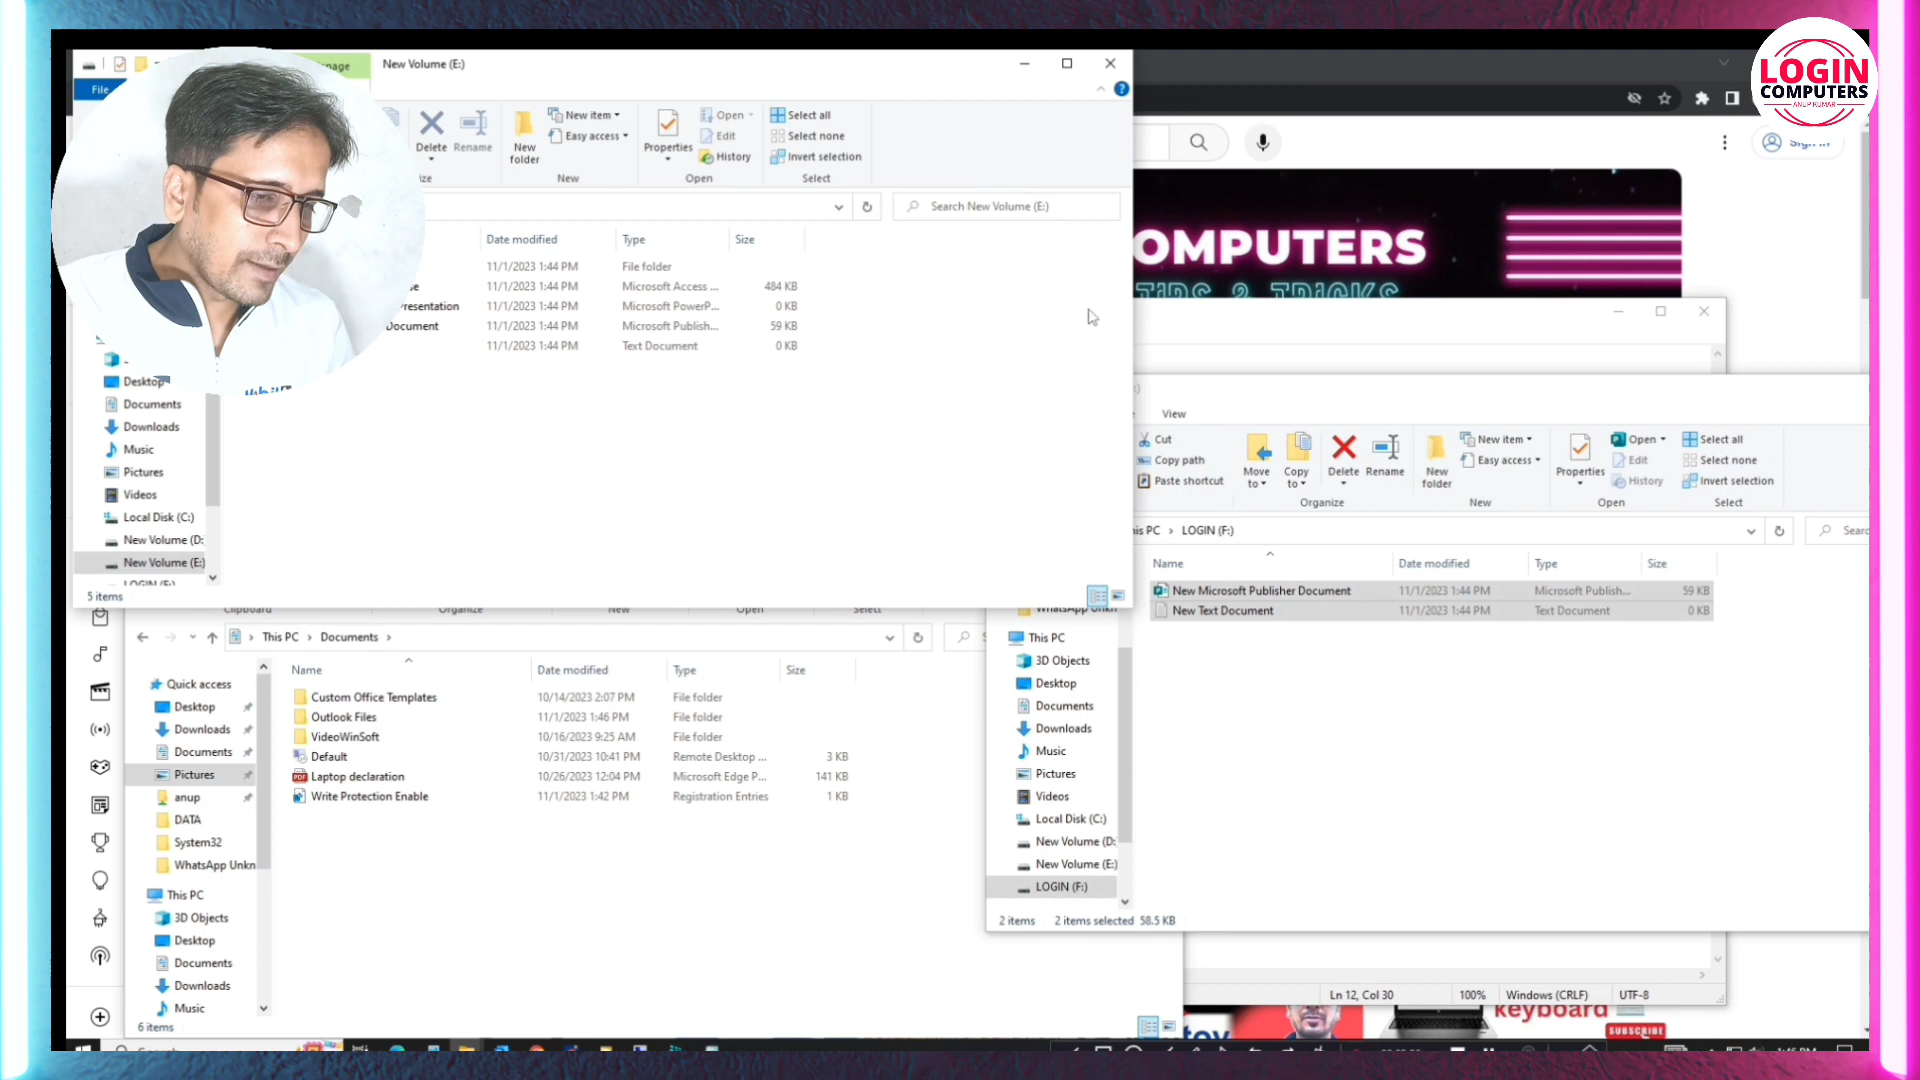 New Volume (E:)
LOGIN
COMPUTERS
ANUP KUMAR
File
Delete
Rename
New folder
New item
Easy access
New
Properties
Open
Edit
History
Open
Select all
Select none
Invert selection
Select
Search New Volume (E:)
Date modified
Type
Size
11/1/2023 1:44 PM
File folder
11/1/2023 1:44 PM
Microsoft Access ...
484 KB
11/1/2023 1:44 PM
Microsoft PowerP...
0 KB
Document
11/1/2023 1:44 PM
Microsoft Publish...
59 KB
11/1/2023 1:44 PM
Text Document
0 KB
Desktop
Documents
Downloads
Music
Pictures
Videos
Local Disk (C:)
New Volume (D:
New Volume (E:)
5 items
COMPUTERS
TIPS & TRICKS
View
Cut
Copy path
Paste shortcut
Move to
Copy to
Delete
Rename
Organize
New folder
New item
Easy access
New
Properties
Open
Edit
History
Open
Select all
Select none
Invert selection
Select
LOGIN (F:)
Name
Date modified
Type
Size
New Microsoft Publisher Document
11/1/2023 1:44 PM
Microsoft Publish...
59 KB
New Text Document
11/1/2023 1:44 PM
Text Document
0 KB
This PC
3D Objects
Desktop
Documents
Downloads
Music
Pictures
Videos
Local Disk (C:)
New Volume (D:
New Volume (E:)
LOGIN (F:)
2 items
2 items selected 58.5 KB
This PC
Documents
Name
Date modified
Type
Size
Custom Office Templates
10/14/2023 2:07 PM
File folder
Outlook Files
11/1/2023 1:46 PM
File folder
VideoWinSoft
10/16/2023 9:25 AM
File folder
Default
10/31/2023 10:41 PM
Remote Desktop ...
3 KB
Laptop declaration
10/26/2023 12:04 PM
Microsoft Edge P...
141 KB
Write Protection Enable
11/1/2023 1:42 PM
Registration Entries
1 KB
Quick access
Desktop
Downloads
Documents
Pictures
anup
DATA
System32
WhatsApp Unkn
This PC
3D Objects
Desktop
Documents
Downloads
Music
6 items
Ln 12, Col 30
100%
Windows (CRLF)
UTF-8
keyboard
SUBSCRIBE